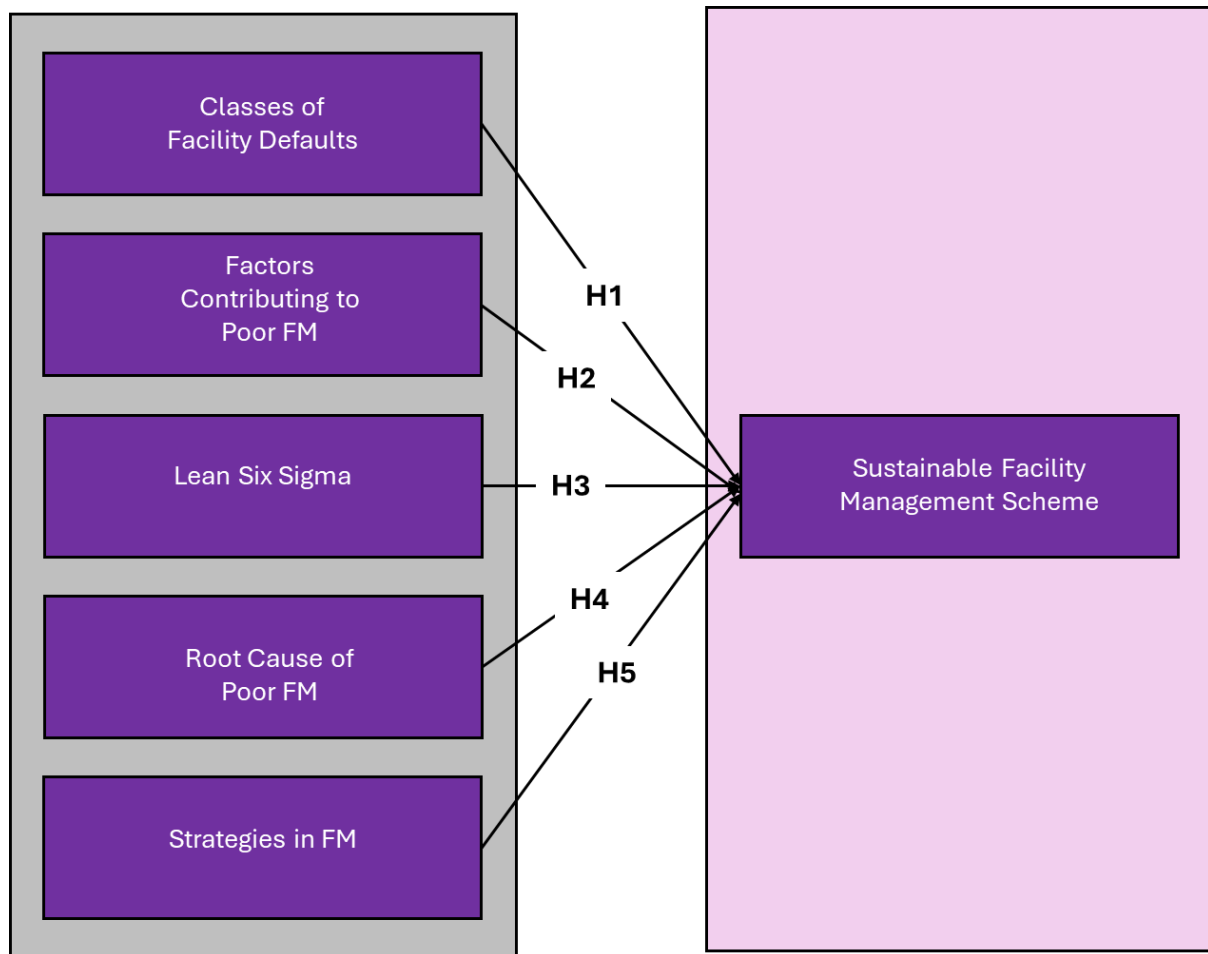 Classes of
Facility Defaults
Factors
Contributing to
Poor FM
Lean Six Sigma
Root Cause of
Poor FM
Strategies in FM
H1
H2
H3
H4
H5
Sustainable Facility
Management Scheme